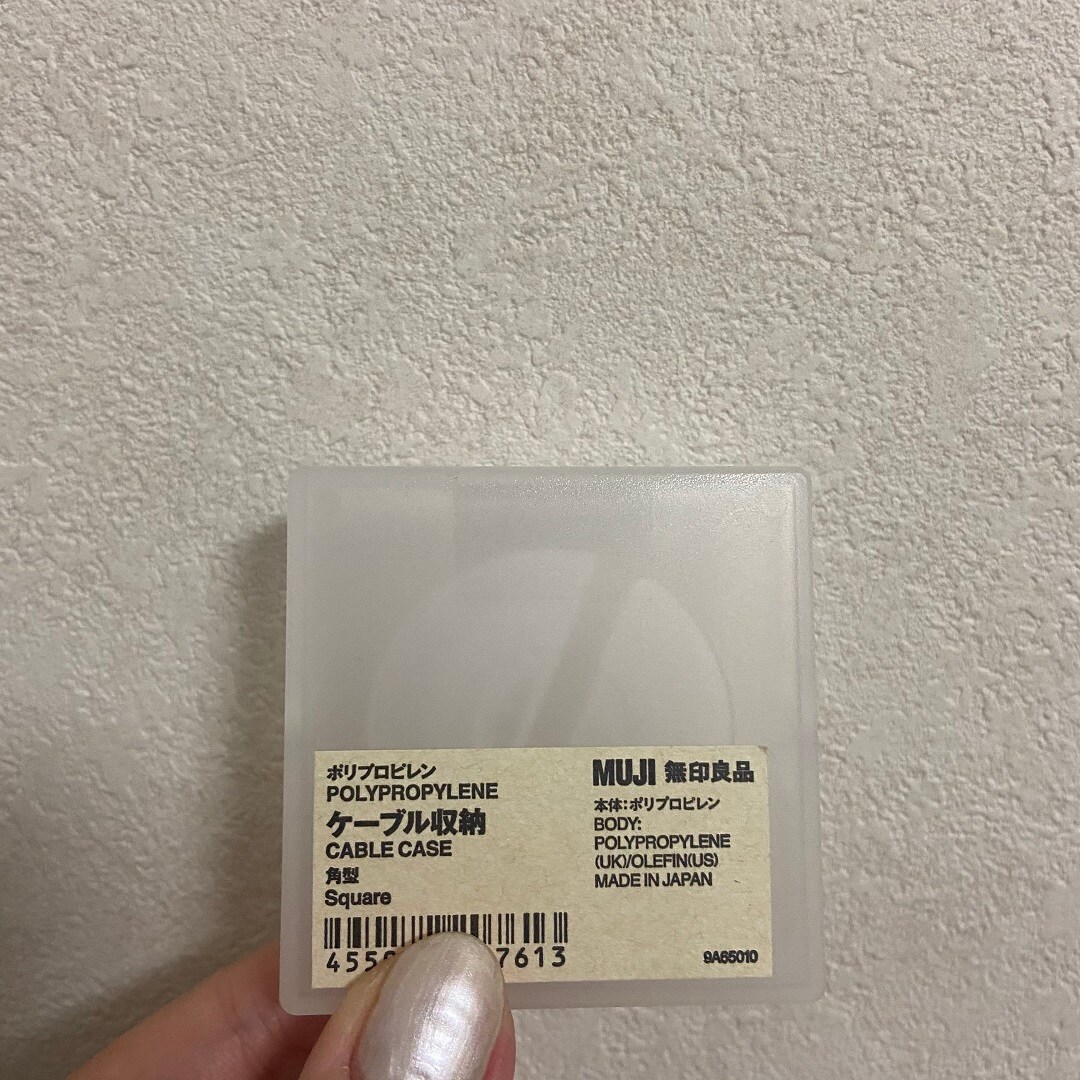 ポリプロピレン
POLYPROPYLENE
ケーブル収納
CABLE CASE
角型
Square
MUJI 無印良品
本体:ポリプロピレン
BODY:
POLYPROPYLENE
(UK)/OLEFIN(US)
MADE IN JAPAN
9A65010